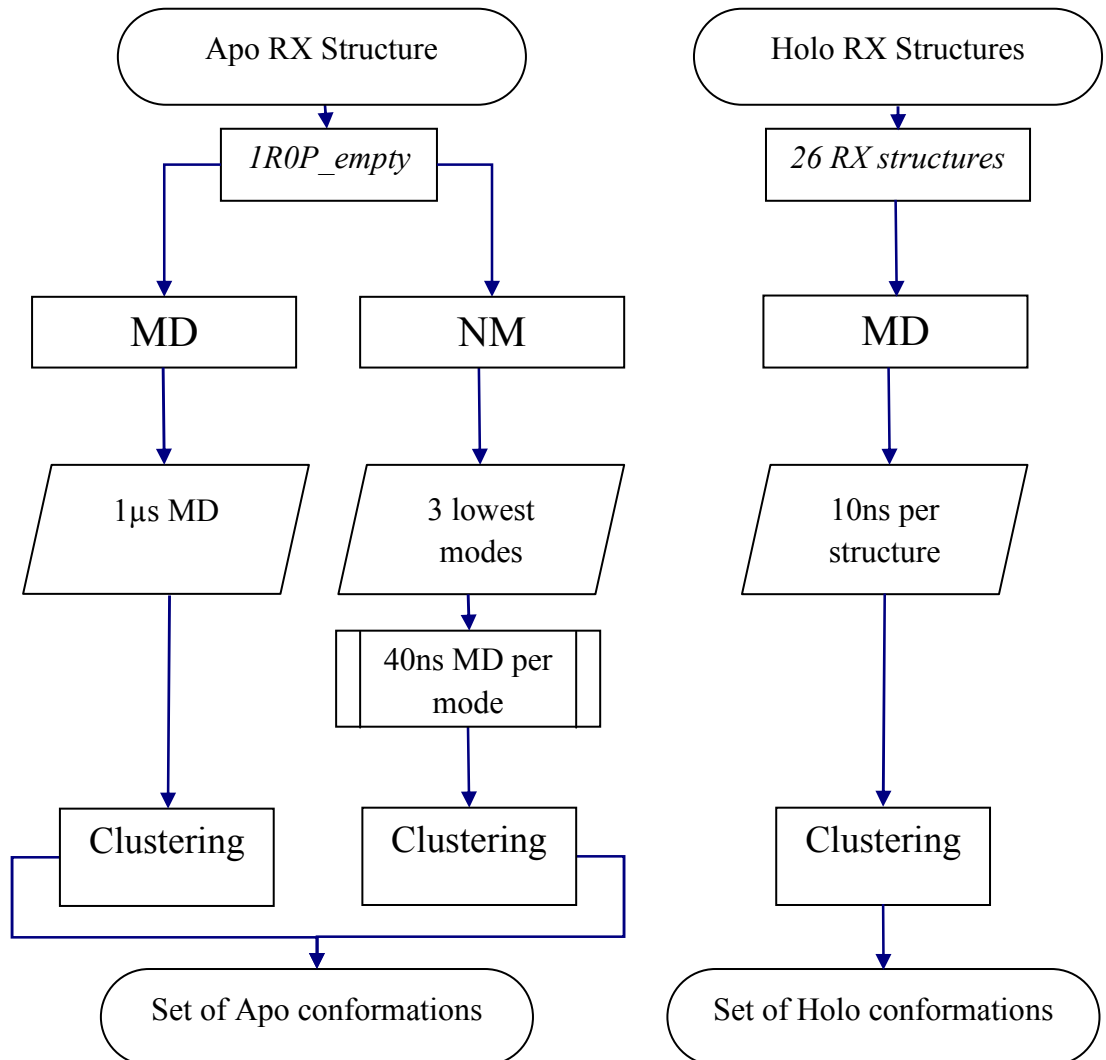 Apo RX Structure
Holo RX Structures
1R0P_empty
26 RX structures
MD
NM
MD
1µs MD
3 lowest
modes
10ns per
structure
40ns MD per
mode
Clustering
Clustering
Clustering
Set of Apo conformations
Set of Holo conformations